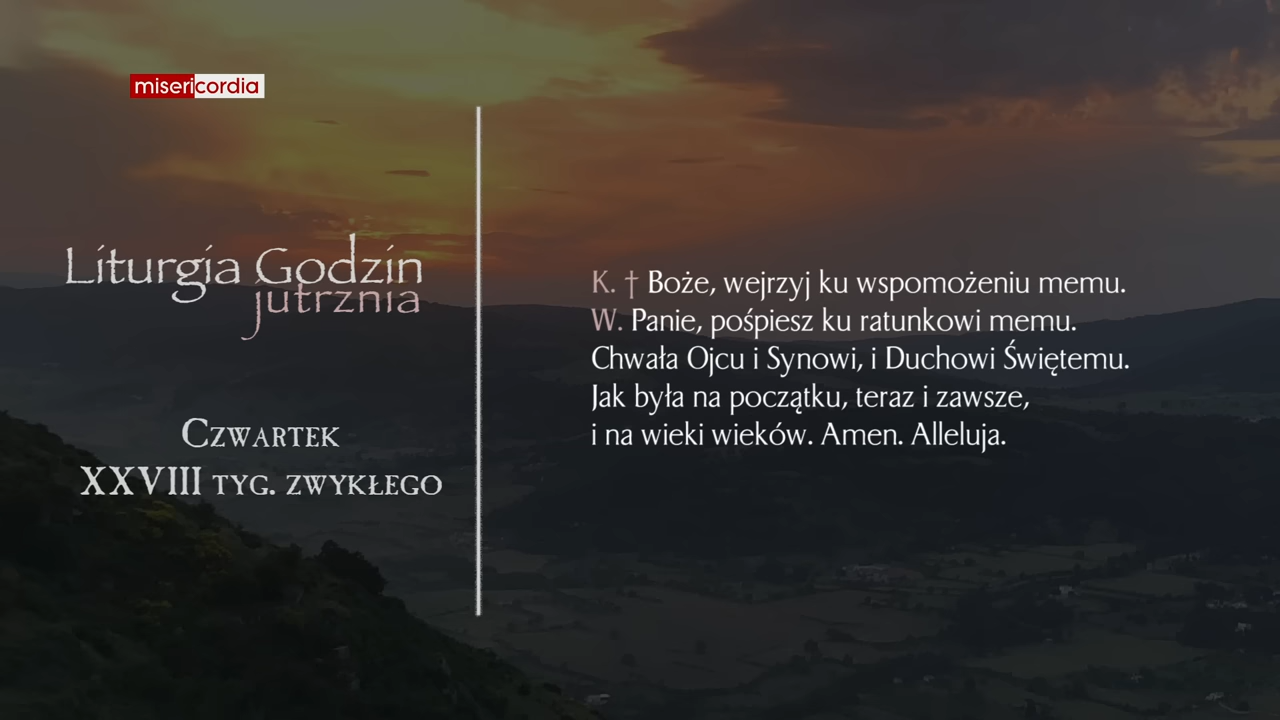 misericordia
Liturgia Godzin
jutrznia
Czwartek
XXVIII tyg. zwykłego
K. † Boże, wejrzyj ku wspomożeniu memu.
W. Panie, pośpiesz ku ratunkowi memu.
Chwała Ojcu i Synowi, i Duchowi Świętemu.
Jak była na początku, teraz i zawsze,
i na wieki wieków. Amen. Alleluja.